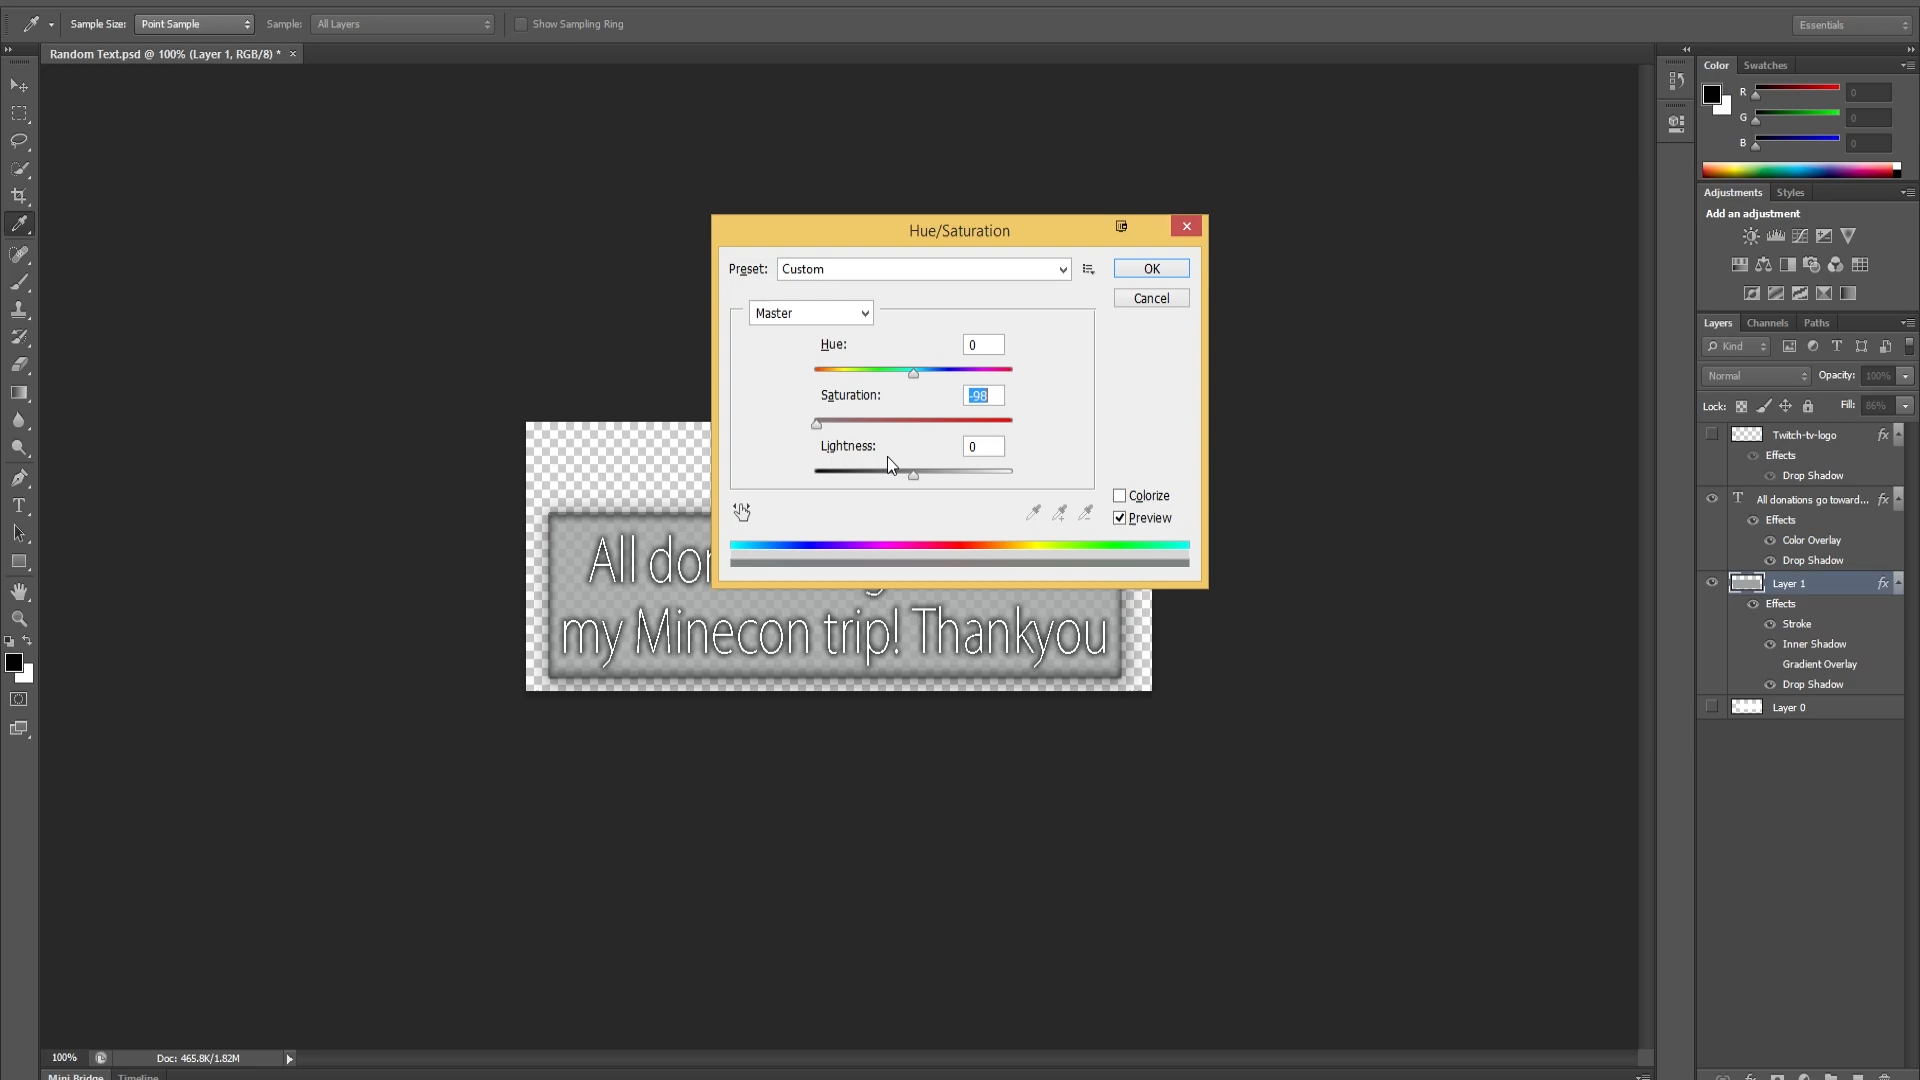 Sample Size: Point Sample Sample: All Layers Show Sampling Ring Essentials
Random Text.psd @ 100% (Layer 1, RGB/8) * ×
Color Swatches
R 0
G 0
B 0
Adjustments Styles
Add an adjustment
Layers Channels Paths
Kind
Normal Opacity: 100%
Lock: Fill: 86%
Twitch-tv-logo fx
Effects
Drop Shadow
T All donations go toward... fx
Effects
Color Overlay
Drop Shadow
Layer 1 fx
Effects
Stroke
Inner Shadow
Gradient Overlay
Drop Shadow
Layer 0
Hue/Saturation
Preset: Custom OK
Cancel
Master
Hue: 0
Saturation: -98
Lightness: 0
Colorize
Preview
All
my Minecon trip! Thankyou
100% Doc: 465.8K/1.82M
Mini Bridge Timeline